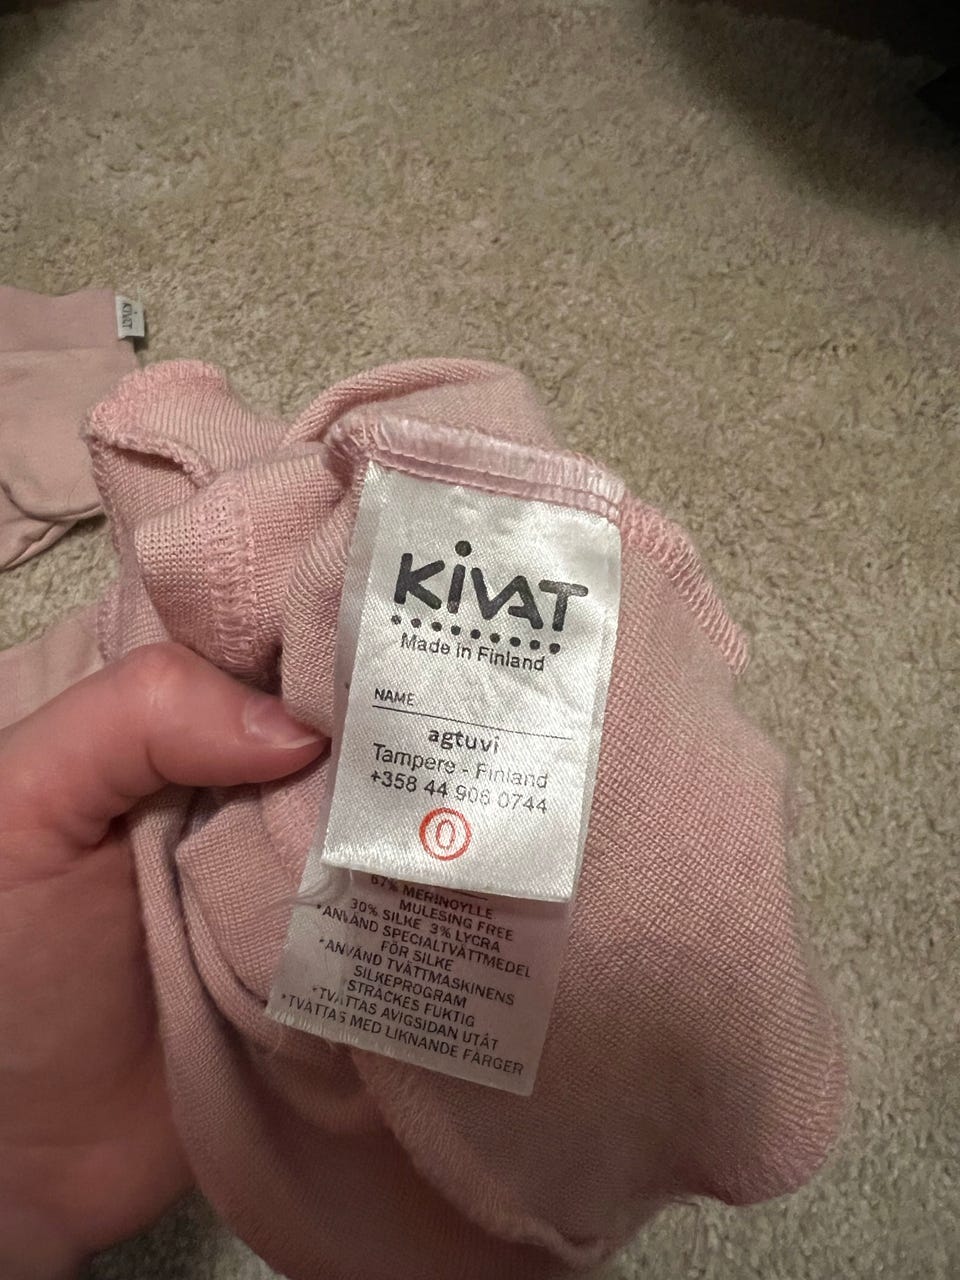 KIVAT
KIVAT
Made in Finland
NAME
agtuvi
Tampere - Finland
+358 44 906 0744
0
67% MERINOYLLE
MULESING FREE
30% SILKE 3% LYCRA
*ANVÄND SPECIALTVÄTTMEDEL
FÖR SILKE
*ANVÄND TVÄTTMASKINENS
SILKEPROGRAM
*STRÄCKES FUKTIG
*TVÄTTAS AVIGSIDAN UTÅT
*TVÄTTAS MED LIKNANDE FÄRGER